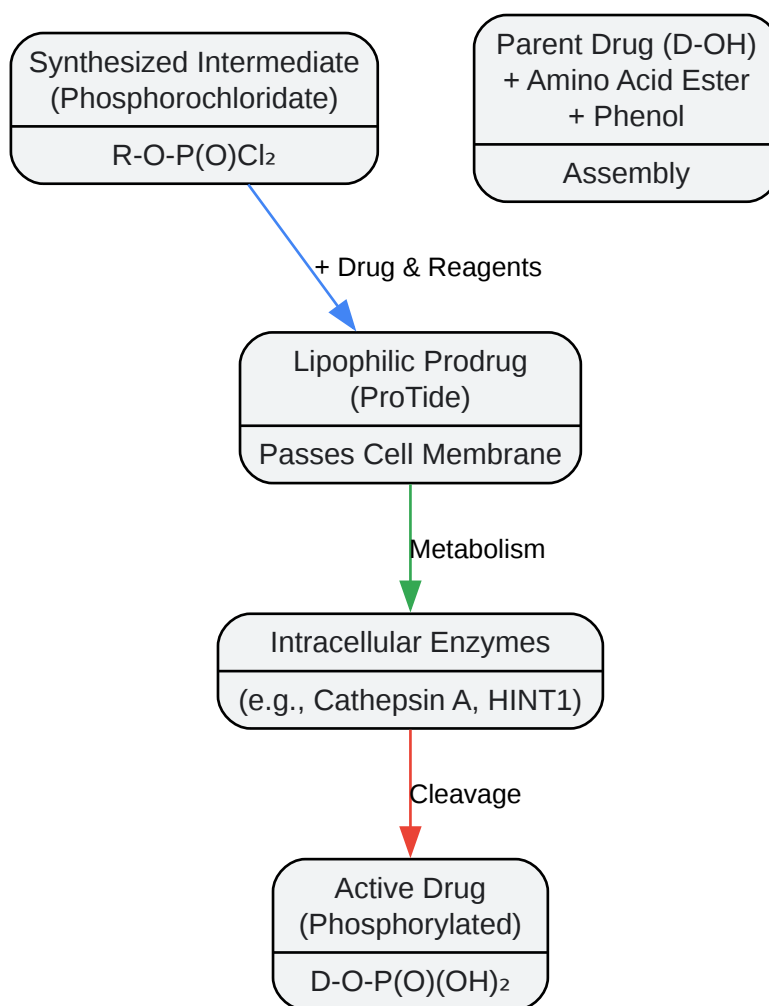 Synthesized Intermediate
(Phosphorochloridate)
R-O-P(O)Cl₂
Parent Drug (D-OH)
+ Amino Acid Ester
+ Phenol
Assembly
+ Drug & Reagents
Lipophilic Prodrug
(ProTide)
Passes Cell Membrane
Metabolism
Intracellular Enzymes
(e.g., Cathepsin A, HINT1)
Cleavage
Active Drug
(Phosphorylated)
D-O-P(O)(OH)₂